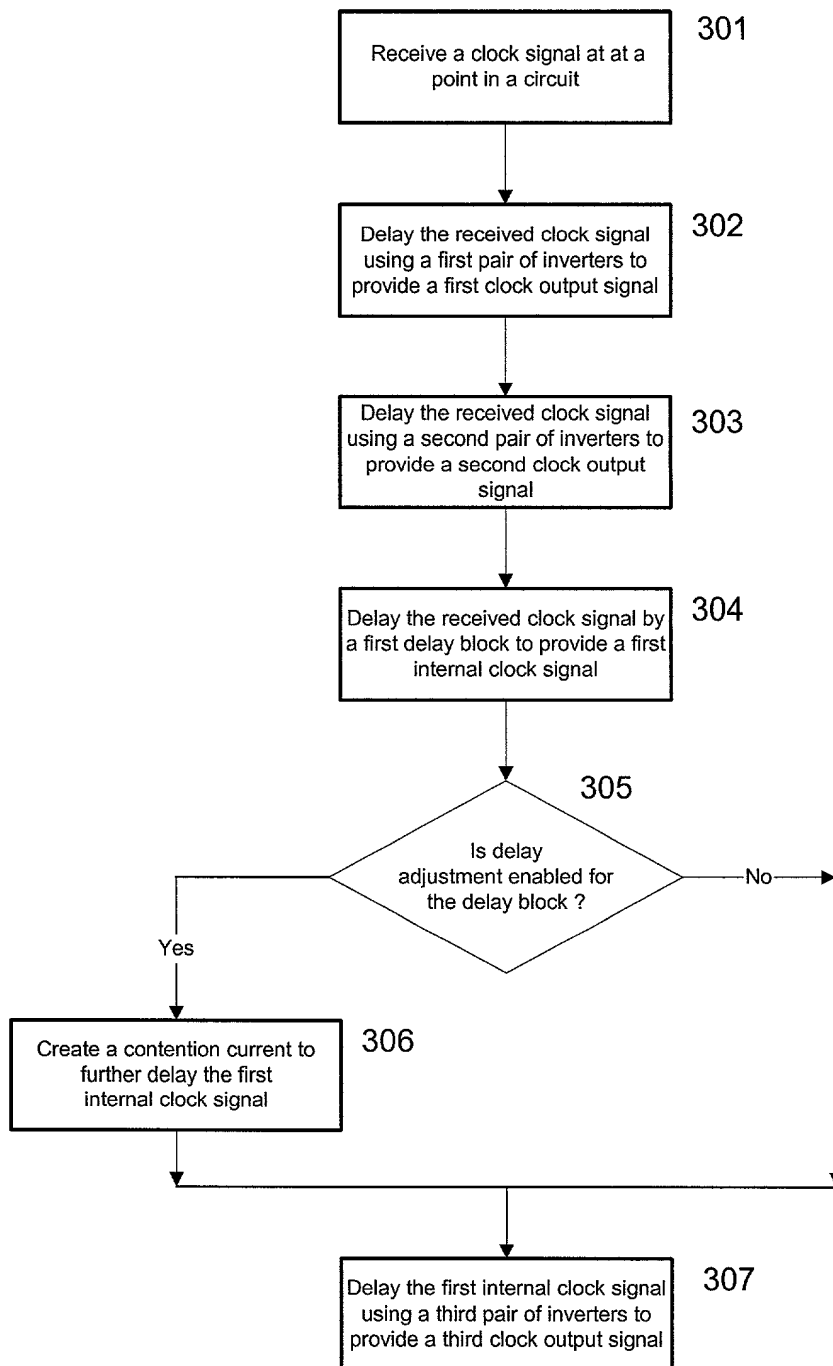 301
Receive a clock signal at at a
point in a circuit
302
Delay the received clock signal
using a first pair of inverters to
provide a first clock output signal
303
Delay the received clock signal
using a second pair of inverters to
provide a second clock output
signal
304
Delay the received clock signal by
a first delay block to provide a first
internal clock signal
305
Is delay
adjustment enabled for
the delay block ?
No
Yes
306
Create a contention current to
further delay the first
internal clock signal
307
Delay the first internal clock signal
using a third pair of inverters to
provide a third clock output signal